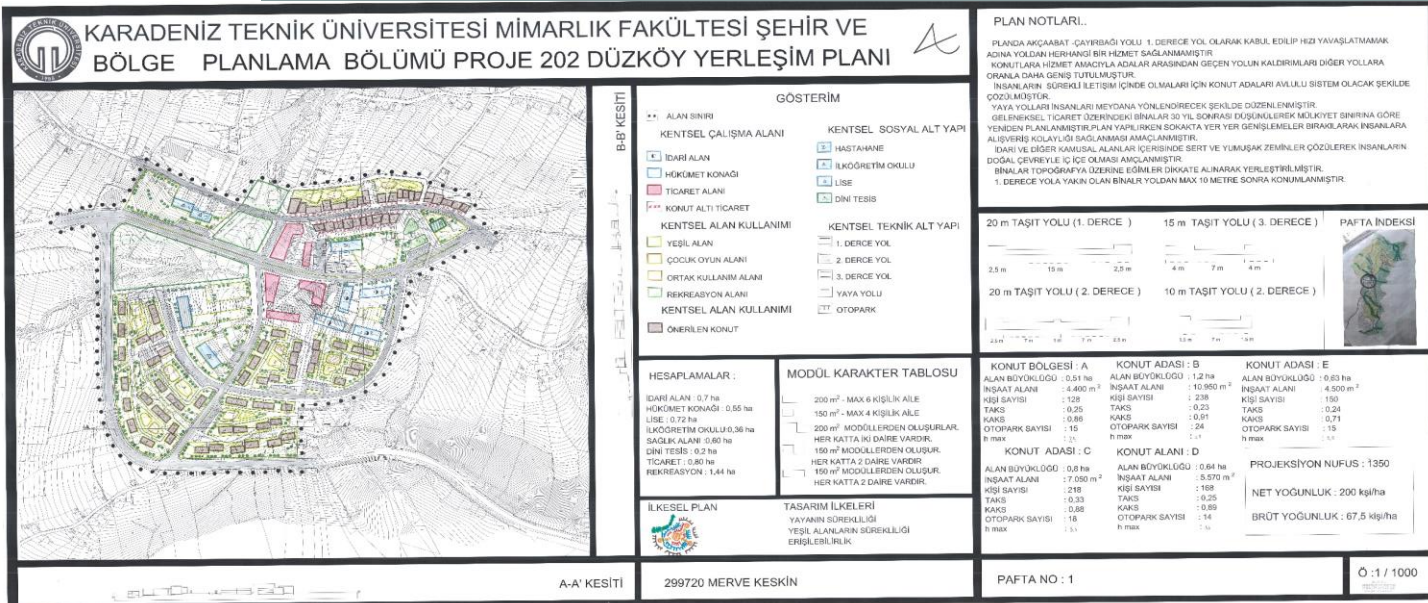 KARADENİZ TEKNİK ÜNİVERSİTESİ MİMARLIK FAKÜLTESİ ŞEHİR VE
BÖLGE PLANLAMA BÖLÜMÜ PROJE 202 DÜZKÖY YERLEŞİM PLANI
B-B' KESİTİ
GÖSTERİM
ALAN SINIRI
KENTSEL ÇALIŞMA ALANI
İDARİ ALAN
HÜKÜMET KONAĞI
TİCARET ALANI
KONUT ALTI TİCARET
KENTSEL ALAN KULLANIMI
YEŞİL ALAN
ÇOCUK OYUN ALANI
ORTAK KULLANIM ALANI
REKREASYON ALANI
KENTSEL ALAN KULLANIMI
ÖNERİLEN KONUT
KENTSEL SOSYAL ALT YAPI
HASTAHANE
İLKÖĞRETİM OKULU
LİSE
DİNİ TESİS
KENTSEL TEKNİK ALT YAPI
1. DERCE YOL
2. DERCE YOL
3. DERCE YOL
YAYA YOLU
OTOPARK
HESAPLAMALAR :
İDARİ ALAN : 0,7 ha
HÜKÜMET KONAĞI : 0,55 ha
LİSE : 0,72 ha
İLKÖĞRETİM OKULU:0,36 ha
SAĞLIK ALANI :0,60 ha
DİNİ TESİS : 0,2 ha
TİCARET : 0,80 ha
REKREASYON : 1,44 ha
MODÜL KARAKTER TABLOSU
200 m² - MAX 6 KİŞİLİK AİLE
150 m² - MAX 4 KİŞİLİK AİLE
200 m² MODÜLLERDEN OLUŞURLAR.
HER KATTA İKİ DAİRE VARDIR.
150 m² MODÜLLERDEN OLUŞUR.
HER KATTA 2 DAİRE VARDIR
150 m² MODÜLLERDEN OLUŞUR.
HER KATTA 2 DAİRE VARDIR.
İLKESEL PLAN
TASARIM İLKELERİ
YAYANIN SÜREKLİLİĞİ
YEŞİL ALANLARIN SÜREKLİLİĞİ
ERİŞİLEBİLİRLİK
PLAN NOTLARI..
PLANDA AKÇAABAT -ÇAYIRBAĞI YOLU 1. DERECE YOL OLARAK KABUL EDİLİP HIZI YAVAŞLATMAMAK
ADINA YOLDAN HERHANGİ BİR HİZMET SAĞLANMAMIŞTIR
KONUTLARA HİZMET AMACIYLA ADALAR ARASINDAN GEÇEN YOLUN KALDIRIMLARI DİĞER YOLLARA
ORANLA DAHA GENİŞ TUTULMUŞTUR.
İNSANLARIN SÜREKLİ İLETİŞİM İÇİNDE OLMALARI İÇİN KONUT ADALARI AVLULU SİSTEM OLACAK ŞEKİLDE
ÇÖZÜLMÜŞTÜR.
YAYA YOLLARI İNSANLARI MEYDANA YÖNLENDİRECEK ŞEKİLDE DÜZENLENMİŞTİR.
GELENEKSEL TİCARET ÜZERİNDEKİ BİNALAR 30 YIL SONRASI DÜŞÜNÜLEREK MÜLKİYET SINIRINA GÖRE
YENİDEN PLANLANMIŞTIR.PLAN YAPILIRKEN SOKAKTA YER YER GENİŞLEMELER BIRAKILARAK İNSANLARA
ALIŞVERİŞ KOLAYLIĞI SAĞLANMASI AMAÇLANMIŞTIR.
İDARİ VE DİĞER KAMUSAL ALANLAR İÇERİSİNDE SERT VE YUMUŞAK ZEMİNLER ÇÖZÜLEREK İNSANLARIN
DOĞAL ÇEVREYLE İÇ İÇE OLMASI AMÇLANMIŞTIR.
BİNALAR TOPOĞRAFYA ÜZERİNE EĞİMLER DİKKATE ALINARAK YERLEŞTİRİLMİŞTİR.
1. DERECE YOLA YAKIN OLAN BİNALR YOLDAN MAX 10 METRE SONRA KONUMLANMIŞTIR.
20 m TAŞIT YOLU (1. DERCE )
2,5 m 15 m 2,5 m
15 m TAŞIT YOLU ( 3. DERECE )
4 m 7 m 4 m
PAFTA İNDEKSİ
20 m TAŞIT YOLU ( 2. DERECE )
10 m TAŞIT YOLU ( 2. DERECE )
KONUT BÖLGESİ : A
ALAN BÜYÜKLÜĞÜ : 0,51 ha
İNŞAAT ALANI : 4.400 m²
KİŞİ SAYISI : 128
TAKS : 0,25
KAKS : 0,86
OTOPARK SAYISI : 15
h max
KONUT ADASI : B
ALAN BÜYÜKLÜĞÜ : 1,2 ha
İNŞAAT ALANI : 10.950 m²
KİŞİ SAYISI : 238
TAKS : 0,23
KAKS : 0,91
OTOPARK SAYISI : 24
h max
KONUT ADASI : E
ALAN BÜYÜKLÜĞÜ : 0,63 ha
İNŞAAT ALANI : 4.500 m²
KİŞİ SAYISI : 150
TAKS : 0,24
KAKS : 0,71
OTOPARK SAYISI : 15
h max
KONUT ADASI : C
ALAN BÜYÜKLÜĞÜ : 0,8 ha
İNŞAAT ALANI : 7.050 m²
KİŞİ SAYISI : 218
TAKS : 0,33
KAKS : 0,88
OTOPARK SAYISI : 18
h max
KONUT ALANI : D
ALAN BÜYÜKLÜĞÜ : 0,64 ha
İNŞAAT ALANI : 5.570 m²
KİŞİ SAYISI : 168
TAKS : 0,25
KAKS : 0,89
OTOPARK SAYISI : 14
h max
PROJEKSİYON NUFUS : 1350
NET YOĞUNLUK : 200 kşi/ha
BRÜT YOĞUNLUK : 67,5 kişi/ha
A-A' KESİTİ
299720 MERVE KESKİN
PAFTA NO : 1
Ö :1 / 1000